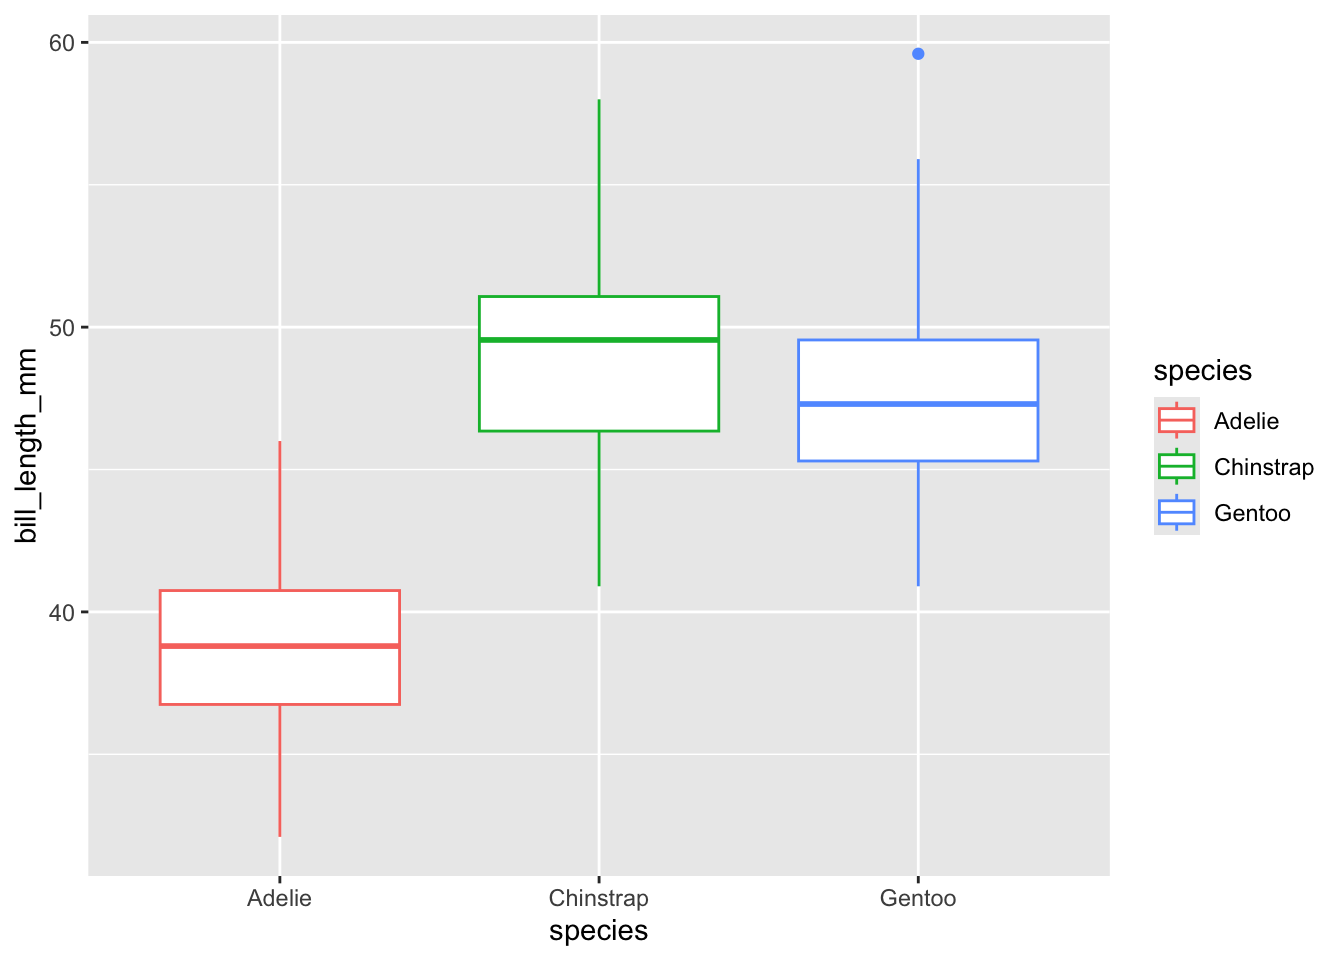 60
50
40
bill_length_mm
Adelie
Chinstrap
Gentoo
species
species
Adelie
Chinstrap
Gentoo